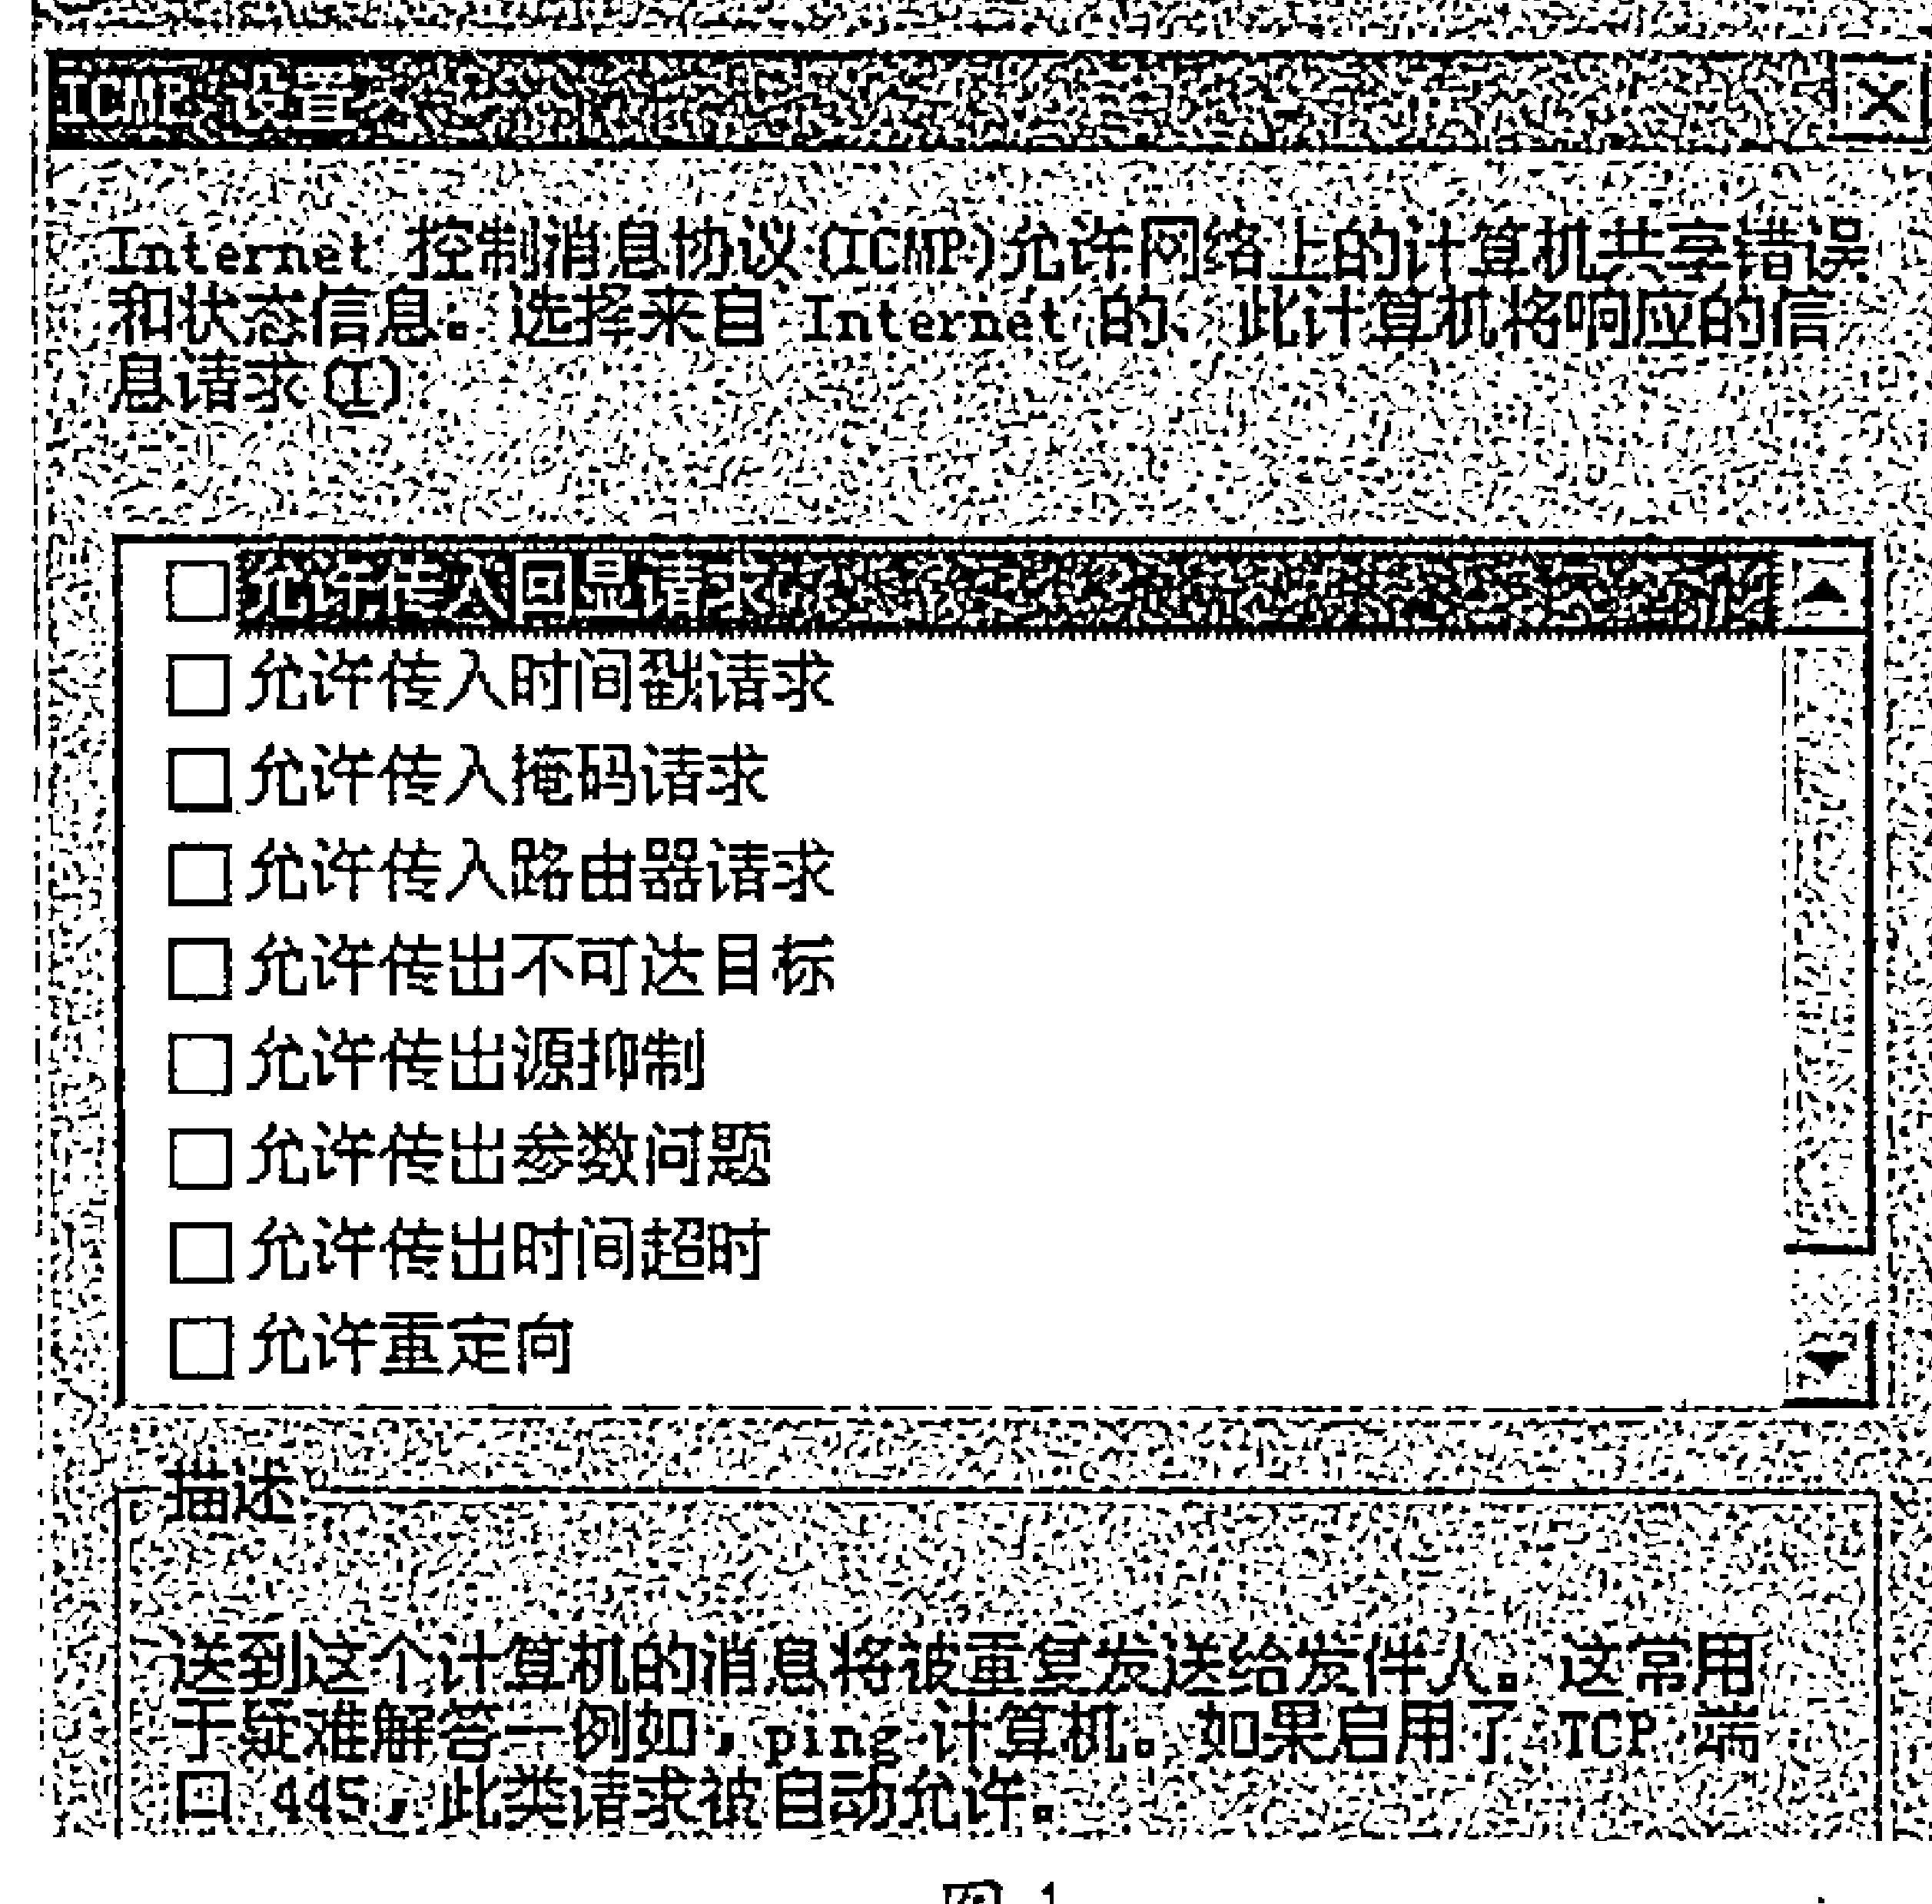 ICMP 设置
Internet 控制消息协议(ICMP)允许网络上的计算机共享错误
和状态信息。选择来自 Internet 的、此计算机将响应的信
息请求(I)
允许传入回显请求
允许传入时间戳请求
允许传入掩码请求
允许传入路由器请求
允许传出不可达目标
允许传出源抑制
允许传出参数问题
允许传出时间超时
允许重定向
描述
送到这个计算机的消息将被重复发送给发件人。这常用
于疑难解答—例如，ping 计算机。如果启用了 TCP 端
口 445，此类请求被自动允许。
图 1